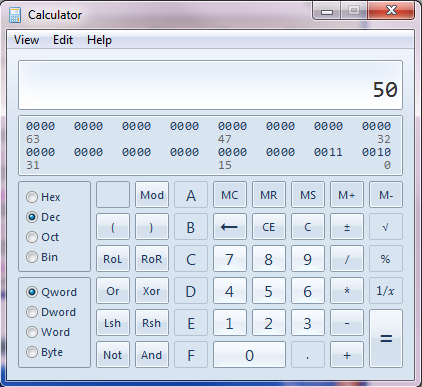 Calculator
View Edit Help
50
0000 0000 0000 0000 0000 0000 0000 0000
63 47 32
0000 0000 0000 0000 0000 0000 0011 0010
31 15 0
Hex Mod A MC MR MS M+ M-
Dec ( ) B ← CE C ± √
Oct RoL RoR C 7 8 9 / %
Bin
Qword Or Xor D 4 5 6 * 1/x
Dword
Word Lsh Rsh E 1 2 3 - =
Byte Not And F 0 . +